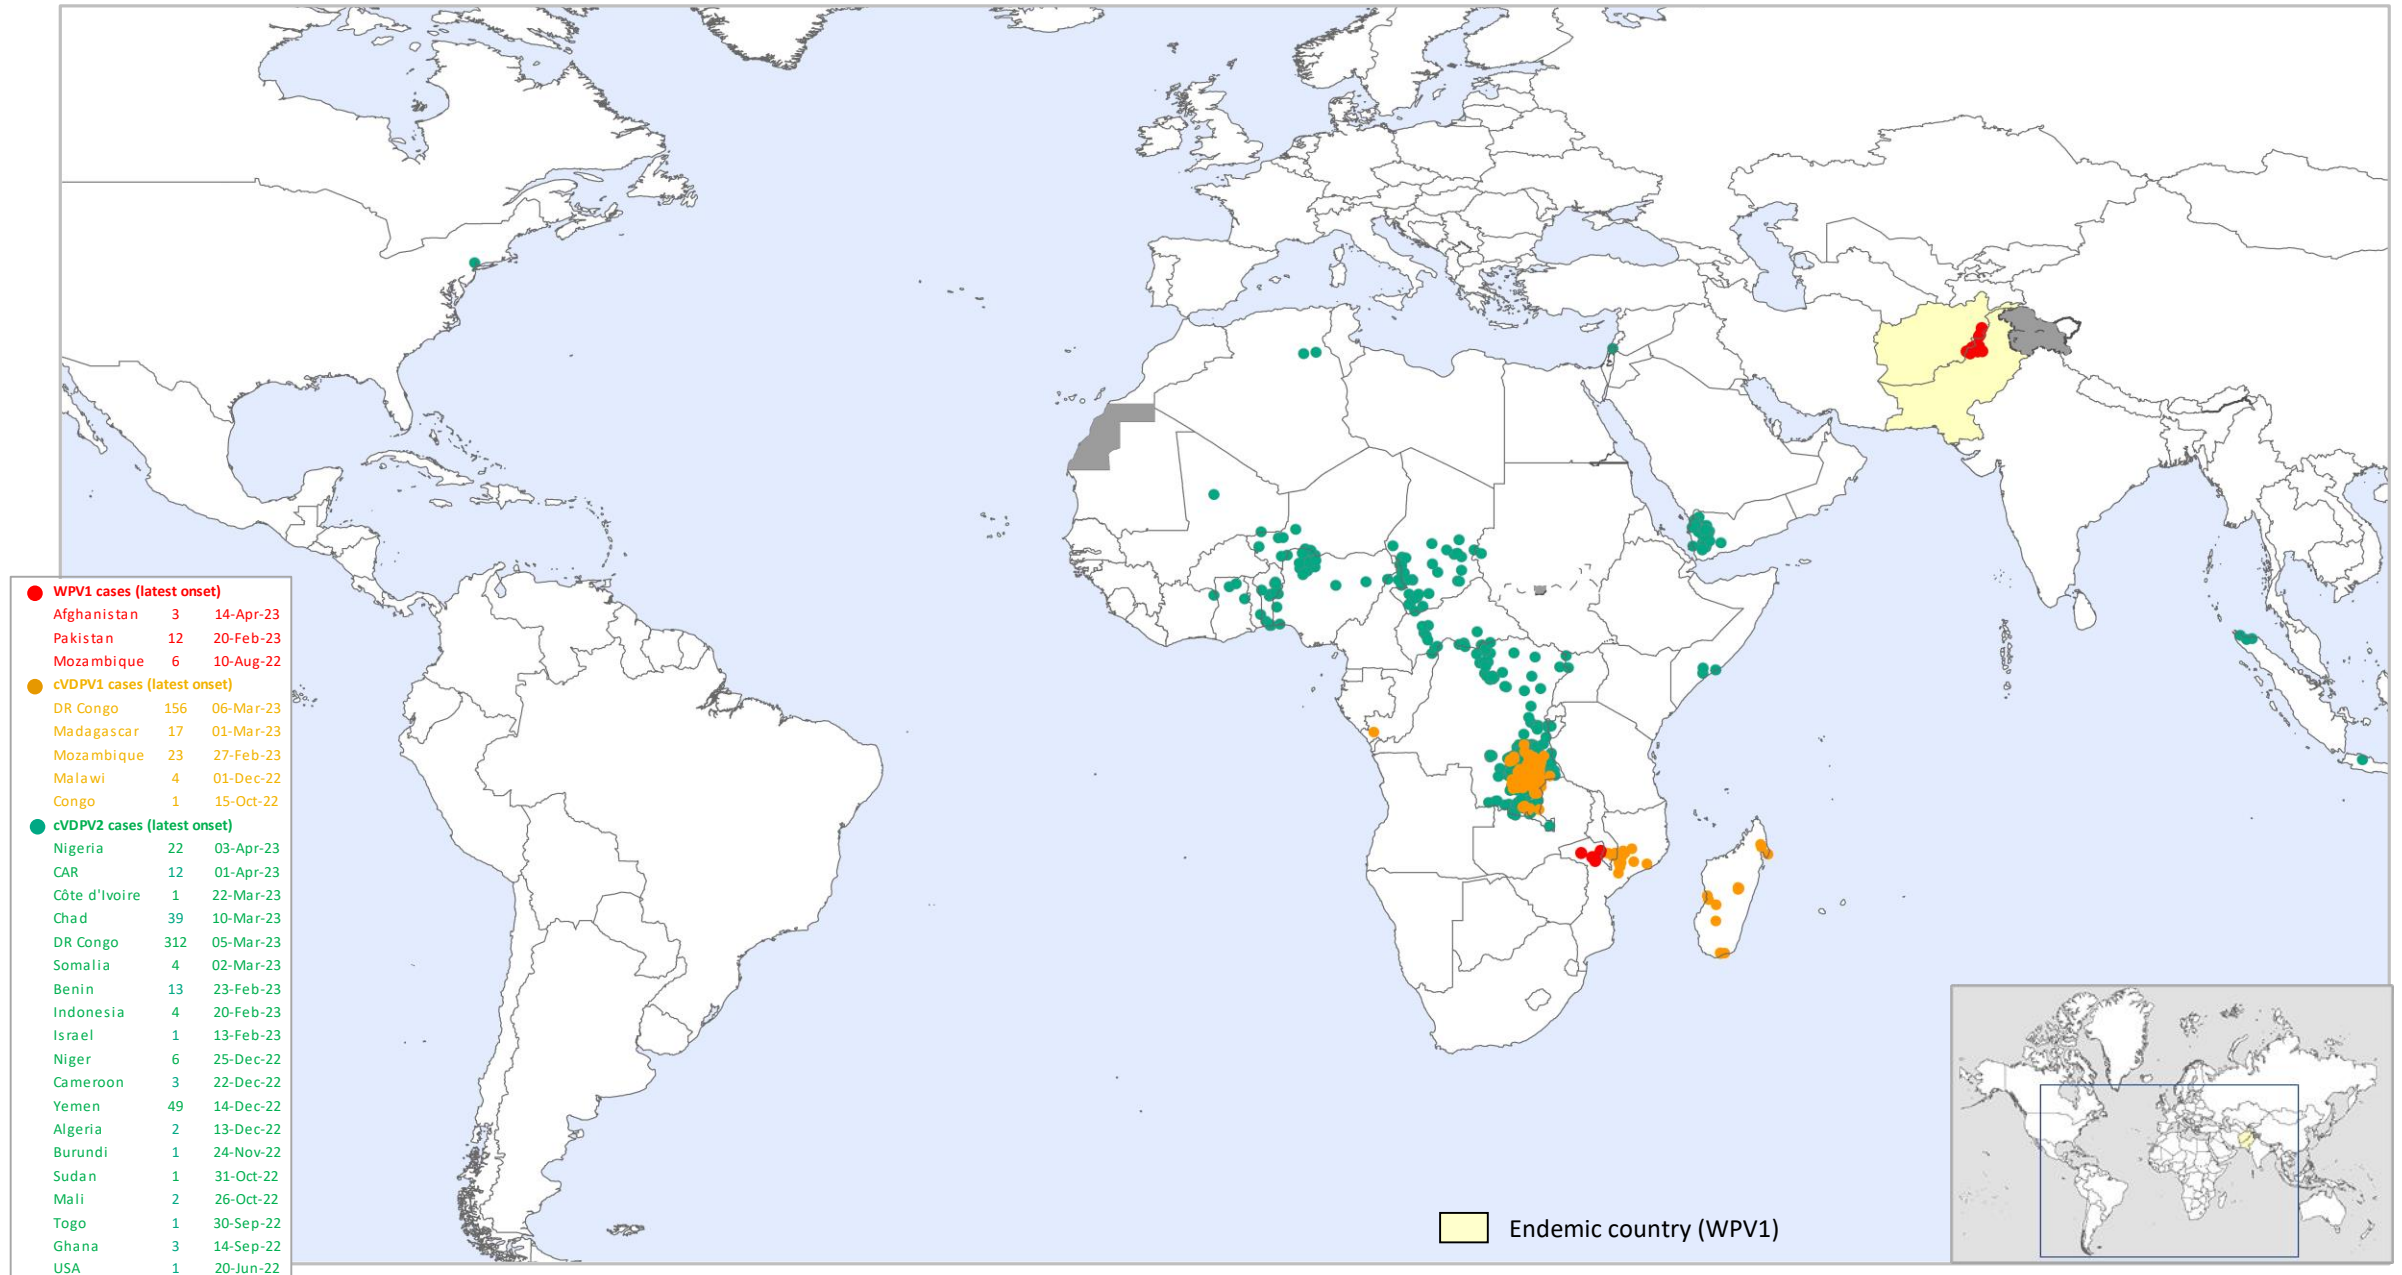 WPV1 cases (latest onset)
Afghanistan 3 14-Apr-23
Pakistan 12 20-Feb-23
Mozambique 6 10-Aug-22
cVDPV1 cases (latest onset)
DR Congo 156 06-Mar-23
Madagascar 17 01-Mar-23
Mozambique 23 27-Feb-23
Malawi 4 01-Dec-22
Congo 1 15-Oct-22
cVDPV2 cases (latest onset)
Nigeria 22 03-Apr-23
CAR 12 01-Apr-23
Côte d'Ivoire 1 22-Mar-23
Chad 39 10-Mar-23
DR Congo 312 05-Mar-23
Somalia 4 02-Mar-23
Benin 13 23-Feb-23
Indonesia 4 20-Feb-23
Israel 1 13-Feb-23
Niger 6 25-Dec-22
Cameroon 3 22-Dec-22
Yemen 49 14-Dec-22
Algeria 2 13-Dec-22
Burundi 1 24-Nov-22
Sudan 1 31-Oct-22
Mali 2 26-Oct-22
Togo 1 30-Sep-22
Ghana 3 14-Sep-22
USA 1 20-Jun-22
Endemic country (WPV1)